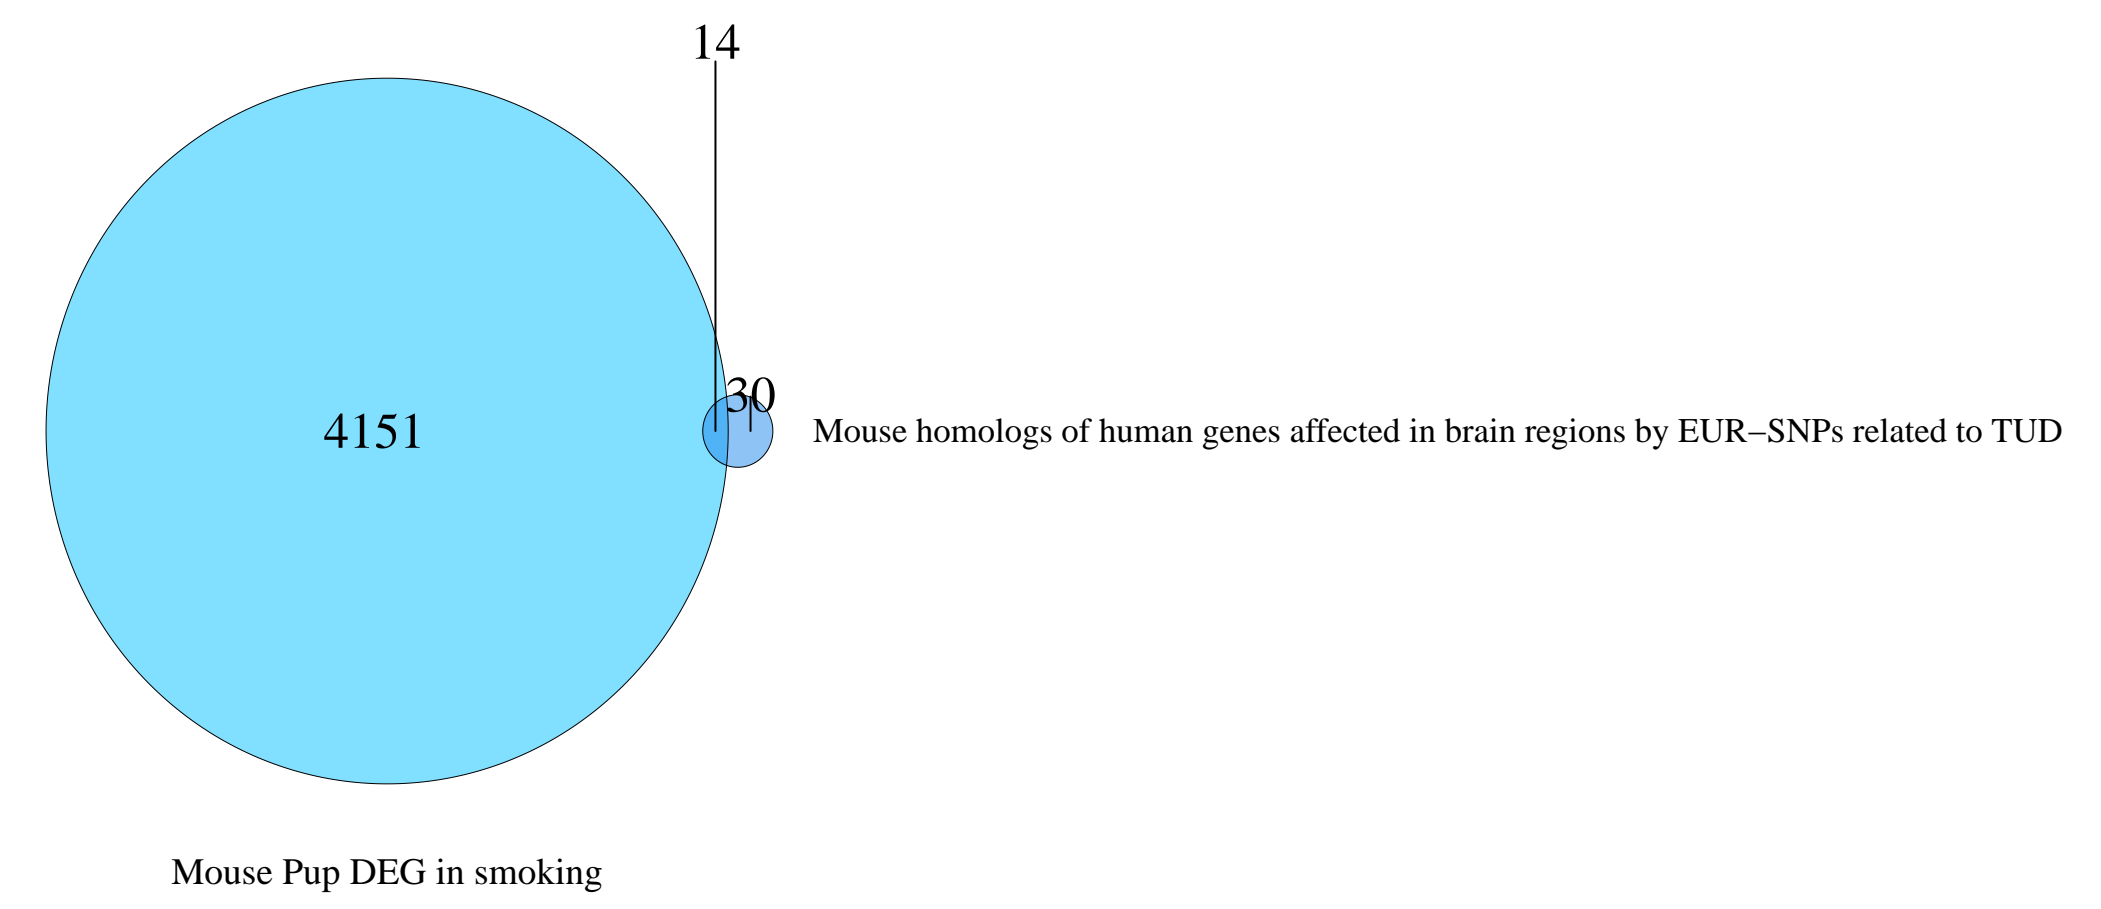 14
30
4151
Mouse homologs of human genes affected in brain regions by EUR−SNPs related to TUD
Mouse Pup DEG in smoking